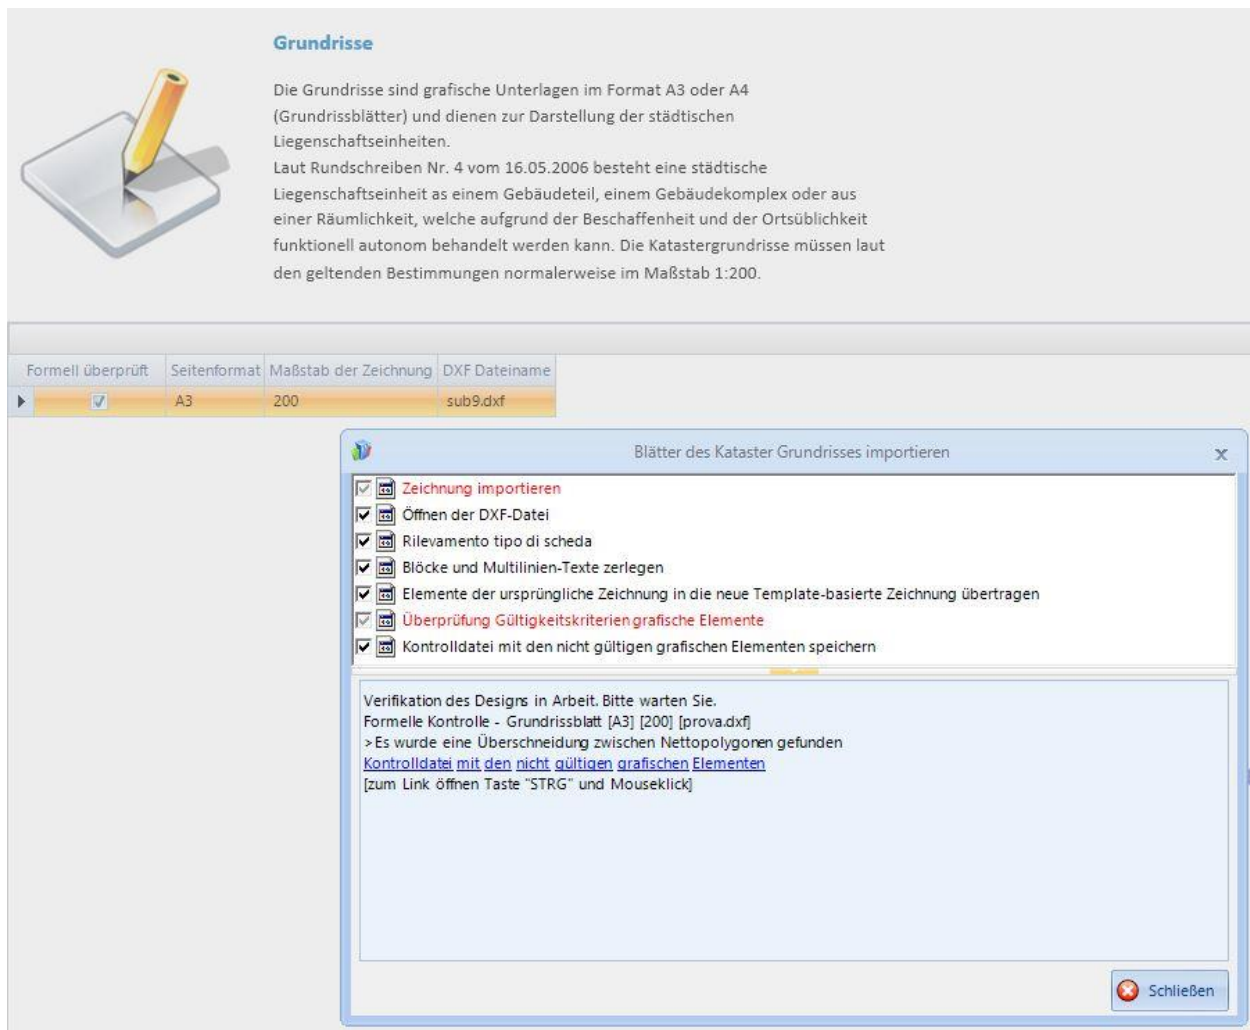 Grundrisse
Die Grundrisse sind grafische Unterlagen im Format A3 oder A4
(Grundrissblätter) und dienen zur Darstellung der städtischen
Liegenschaftseinheiten.
Laut Rundschreiben Nr. 4 vom 16.05.2006 besteht eine städtische
Liegenschaftseinheit as einem Gebäudeteil, einem Gebäudekomplex oder aus
einer Räumlichkeit, welche aufgrund der Beschaffenheit und der Ortsüblichkeit
funktionell autonom behandelt werden kann. Die Katastergrundrisse müssen laut
den geltenden Bestimmungen normalerweise im Maßstab 1:200.
Formell überprüft Seitenformat Maßstab der Zeichnung DXF Dateiname
A3 200 sub9.dxf
Blätter des Kataster Grundrisses importieren
Zeichnung importieren
Öffnen der DXF-Datei
Rilevamento tipo di scheda
Blöcke und Multilinien-Texte zerlegen
Elemente der ursprüngliche Zeichnung in die neue Template-basierte Zeichnung übertragen
Überprüfung Gültigkeitskriterien grafische Elemente
Kontrolldatei mit den nicht gültigen grafischen Elementen speichern
Verifikation des Designs in Arbeit. Bitte warten Sie.
Formelle Kontrolle - Grundrissblatt [A3] [200] [prova.dxf]
>Es wurde eine Überschneidung zwischen Nettopolygonen gefunden
Kontrolldatei mit den nicht gültigen grafischen Elementen
[zum Link öffnen Taste "STRG" und Mouseklick]
Schließen